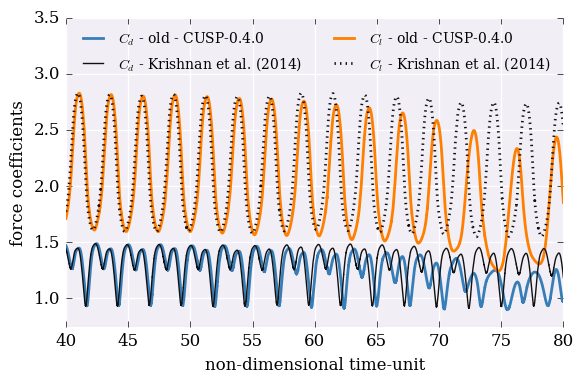 3.5
3.0
2.5
2.0
1.5
1.0
force coefficients
C_d - old - CUSP-0.4.0
C_d - Krishnan et al. (2014)
C_l - old - CUSP-0.4.0
C_l - Krishnan et al. (2014)
40 45 50 55 60 65 70 75 80
non-dimensional time-unit